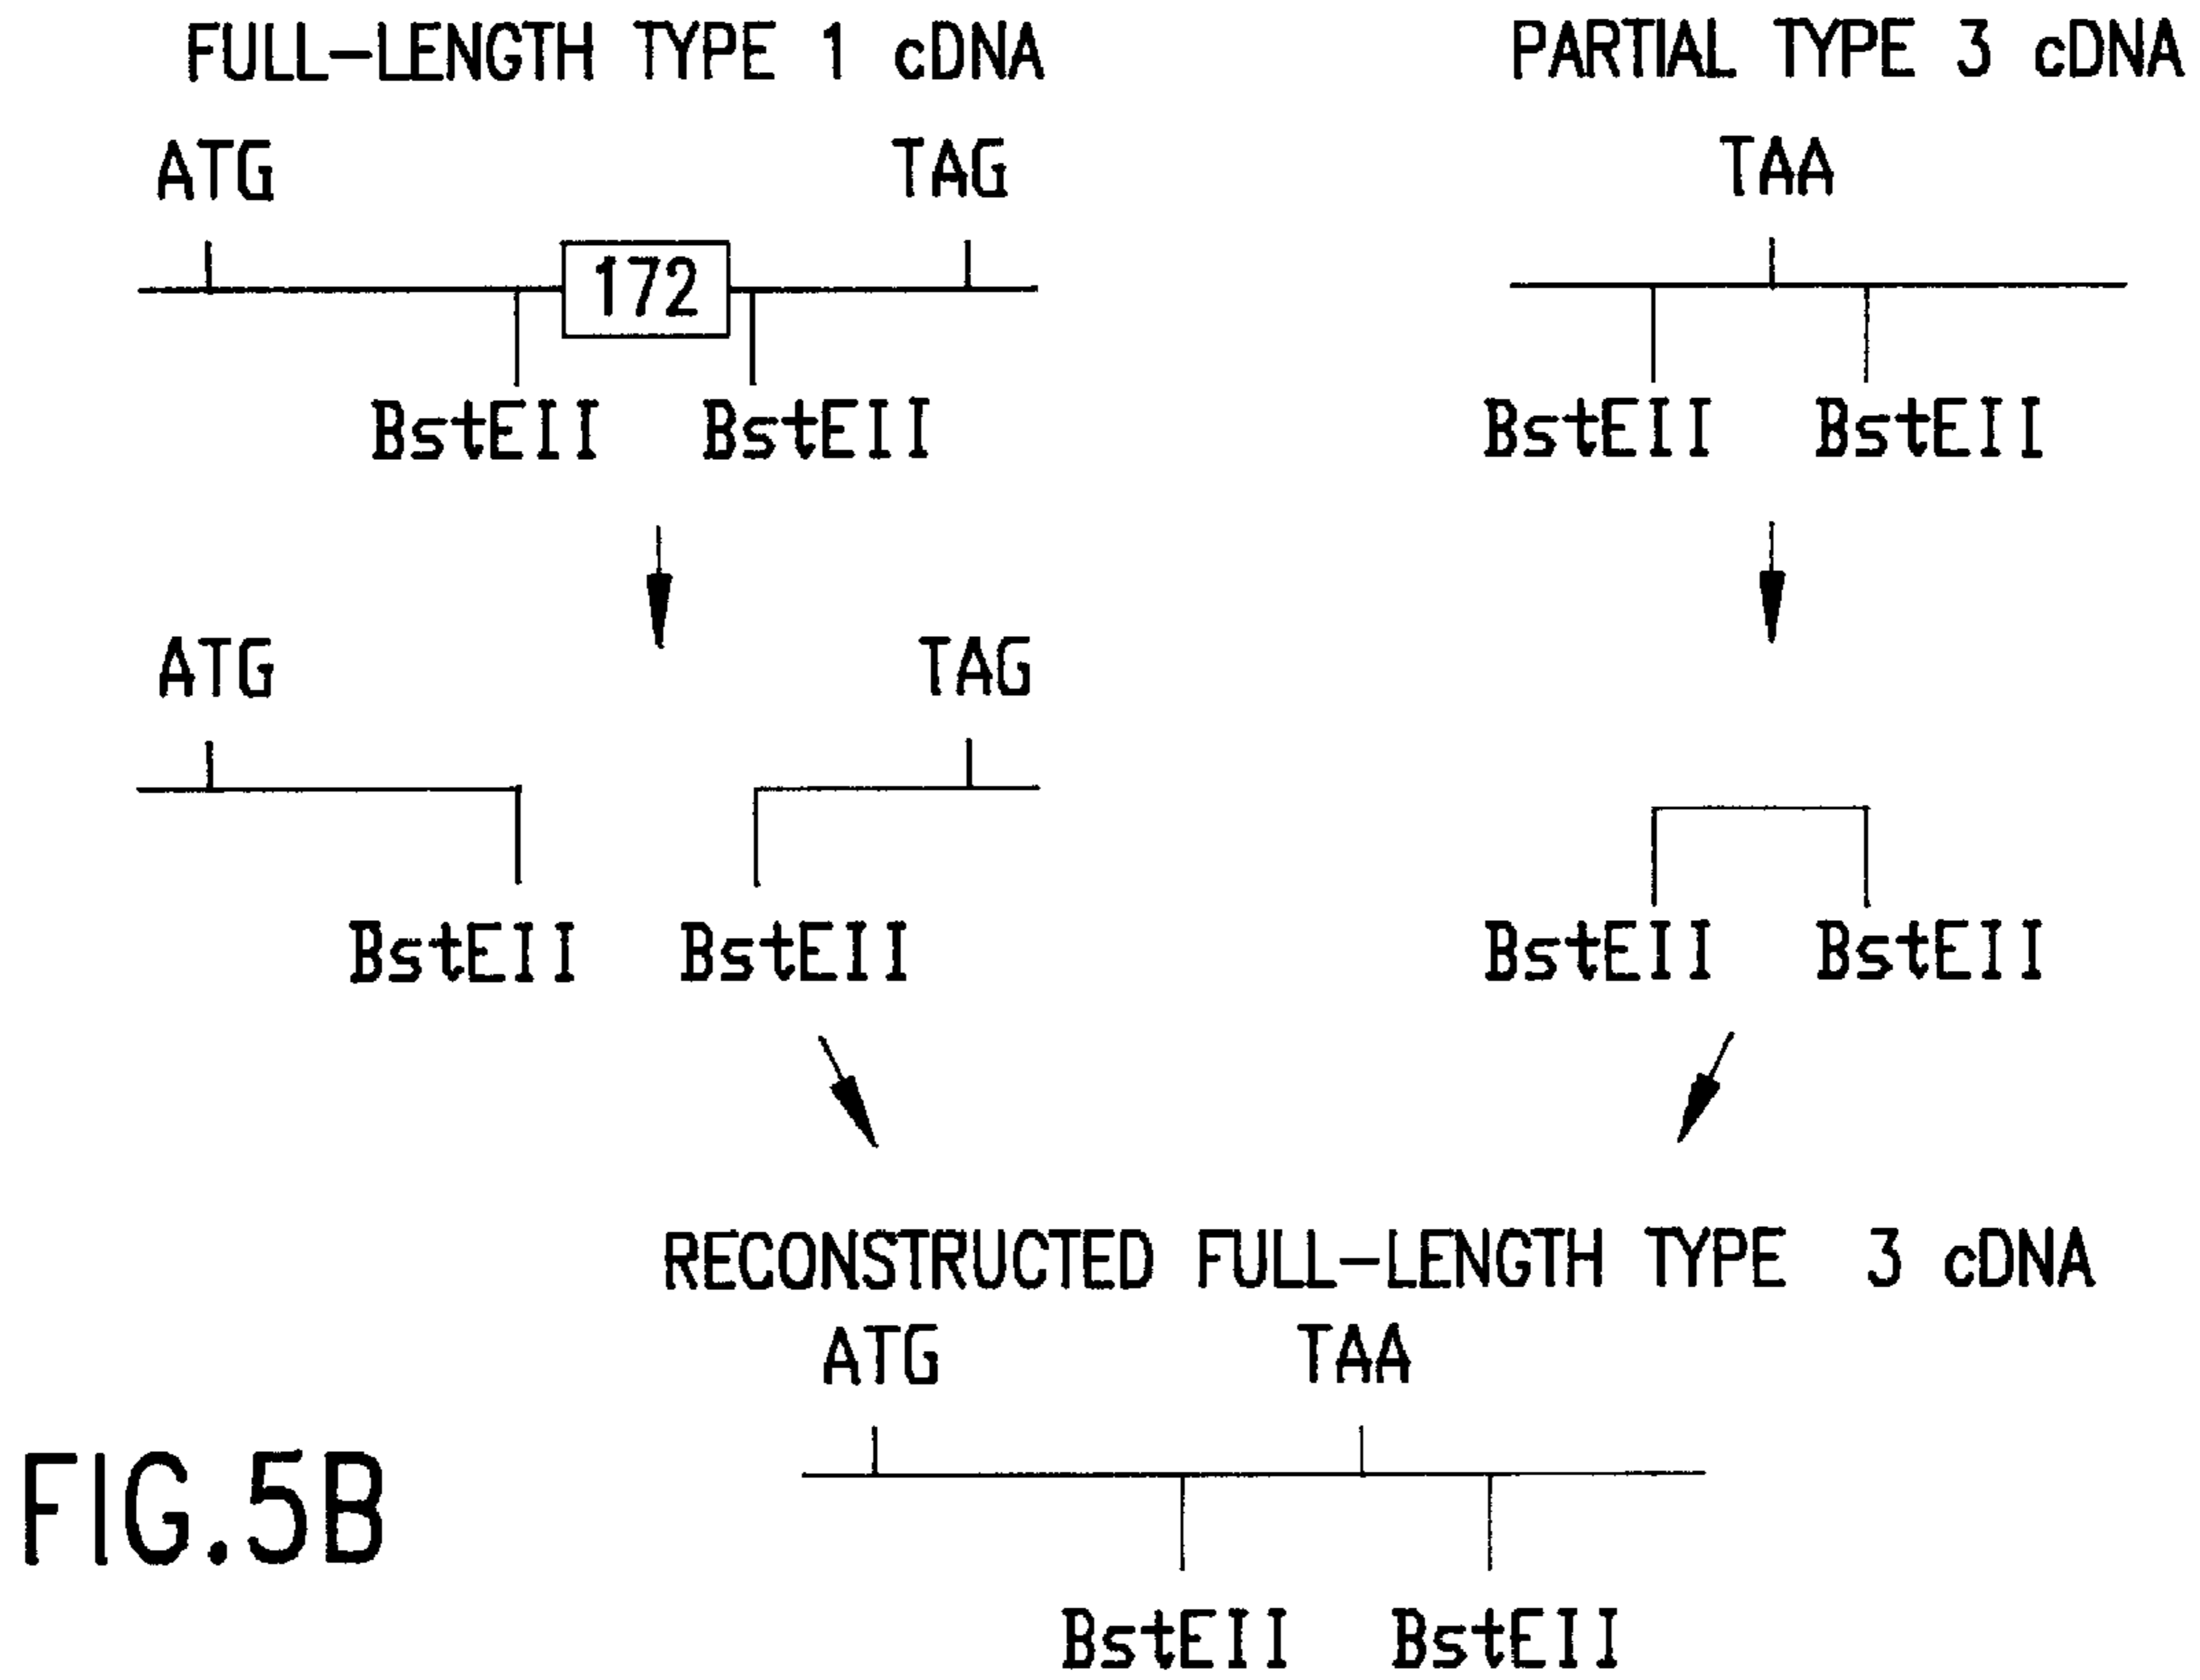 FULL-LENGTH TYPE 1 cDNA
PARTIAL TYPE 3 cDNA
ATG
TAG
TAA
172
BstEII
BstEII
BstEII
BstEII
ATG
TAG
BstEII
BstEII
BstEII
BstEII
RECONSTRUCTED FULL-LENGTH TYPE 3 cDNA
ATG
TAA
FIG.5B
BstEII
BstEII